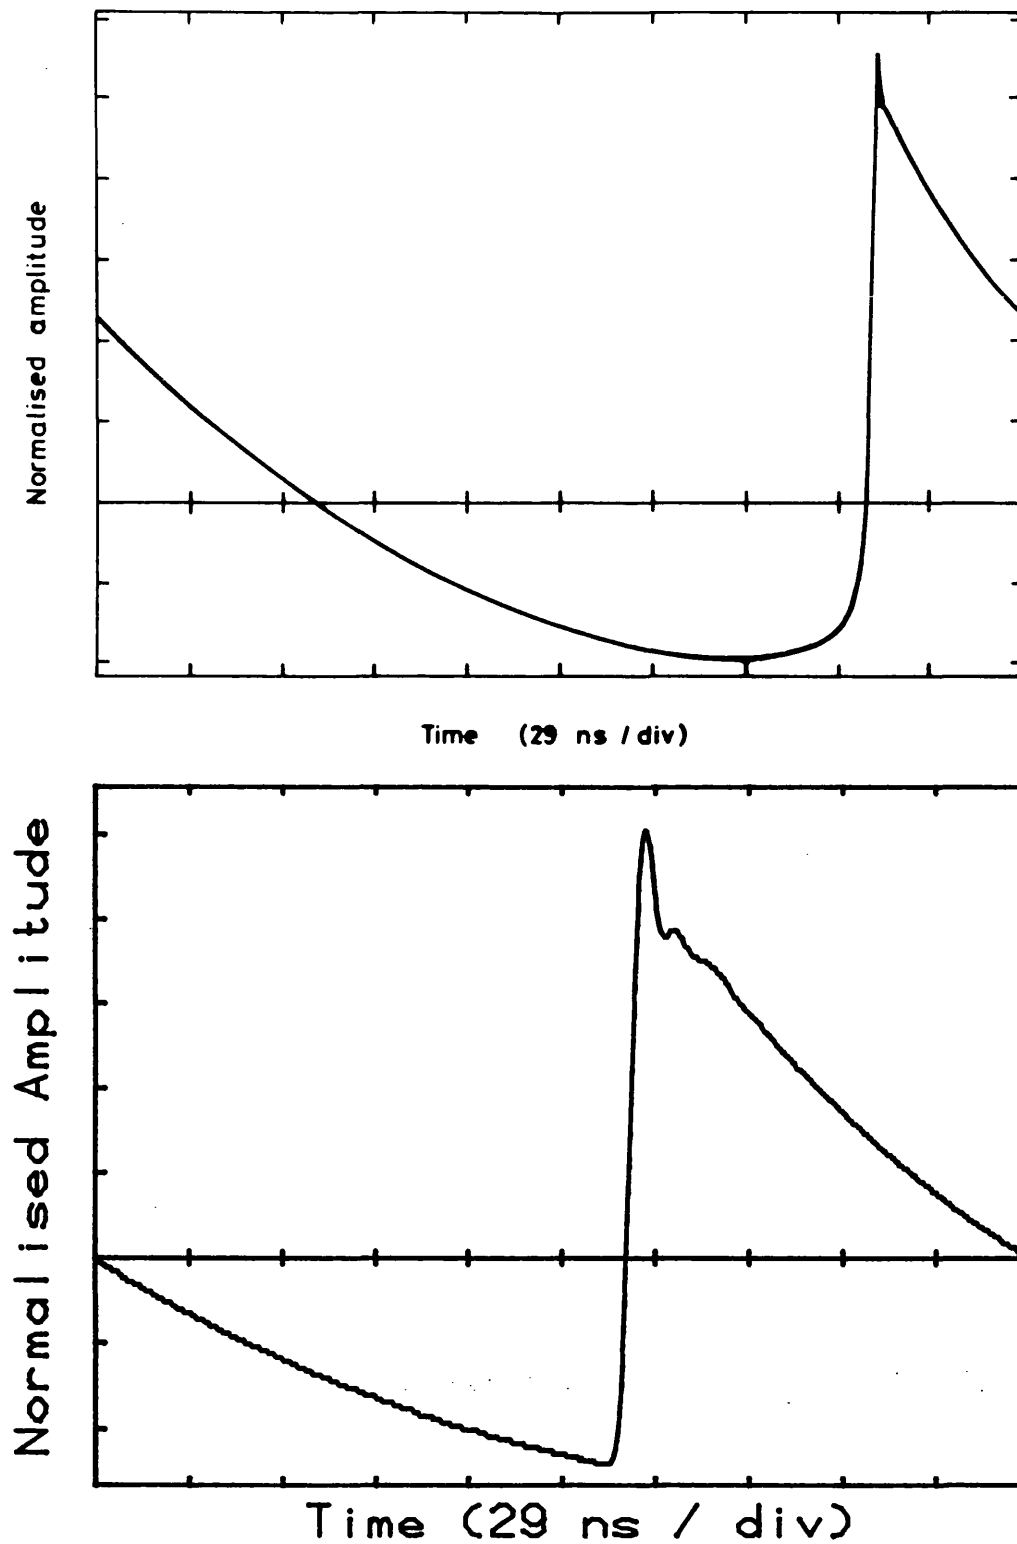 Normalised amplitude
Time (29 ns / div)
Normalised Amplitude
Time (29 ns / div)